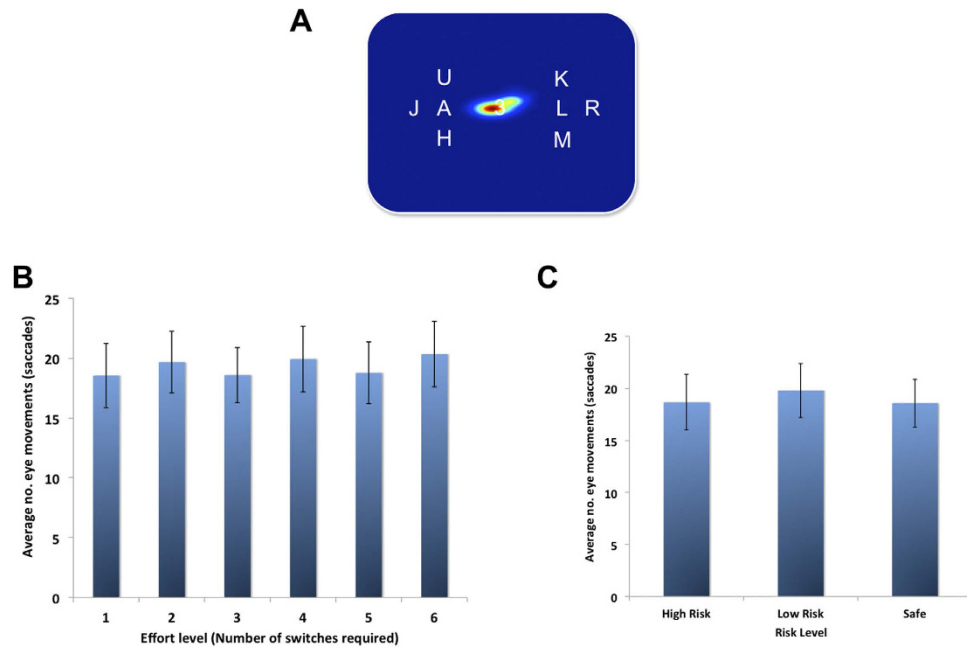 A
U K
J A 3 L R
H M
B
Average no. eye movements (saccades)
25
20
15
10
5
0
1 2 3 4 5 6
Effort level (Number of switches required)
C
Average no. eye movements (saccades)
25
20
15
10
5
0
High Risk Low Risk Safe
Risk Level